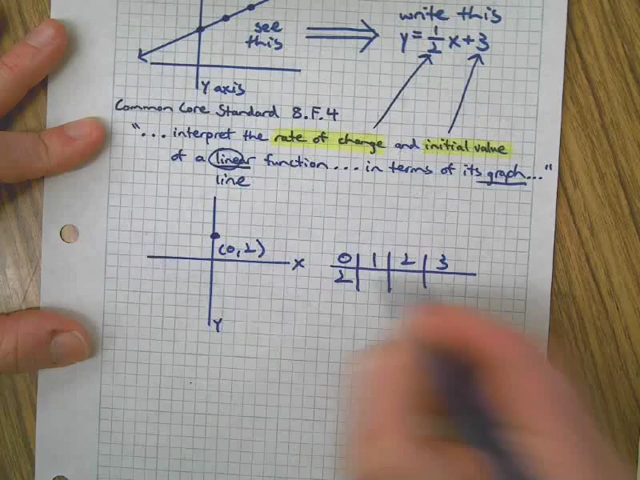 see
this
write this
y = 1/2 x + 3
Y axis
Common Core Standard 8.F.4
"... interpret the rate of change and initial value
of a linear function... in terms of its graph..."
line
(0,2)
X
Y
0 1 2 3
2